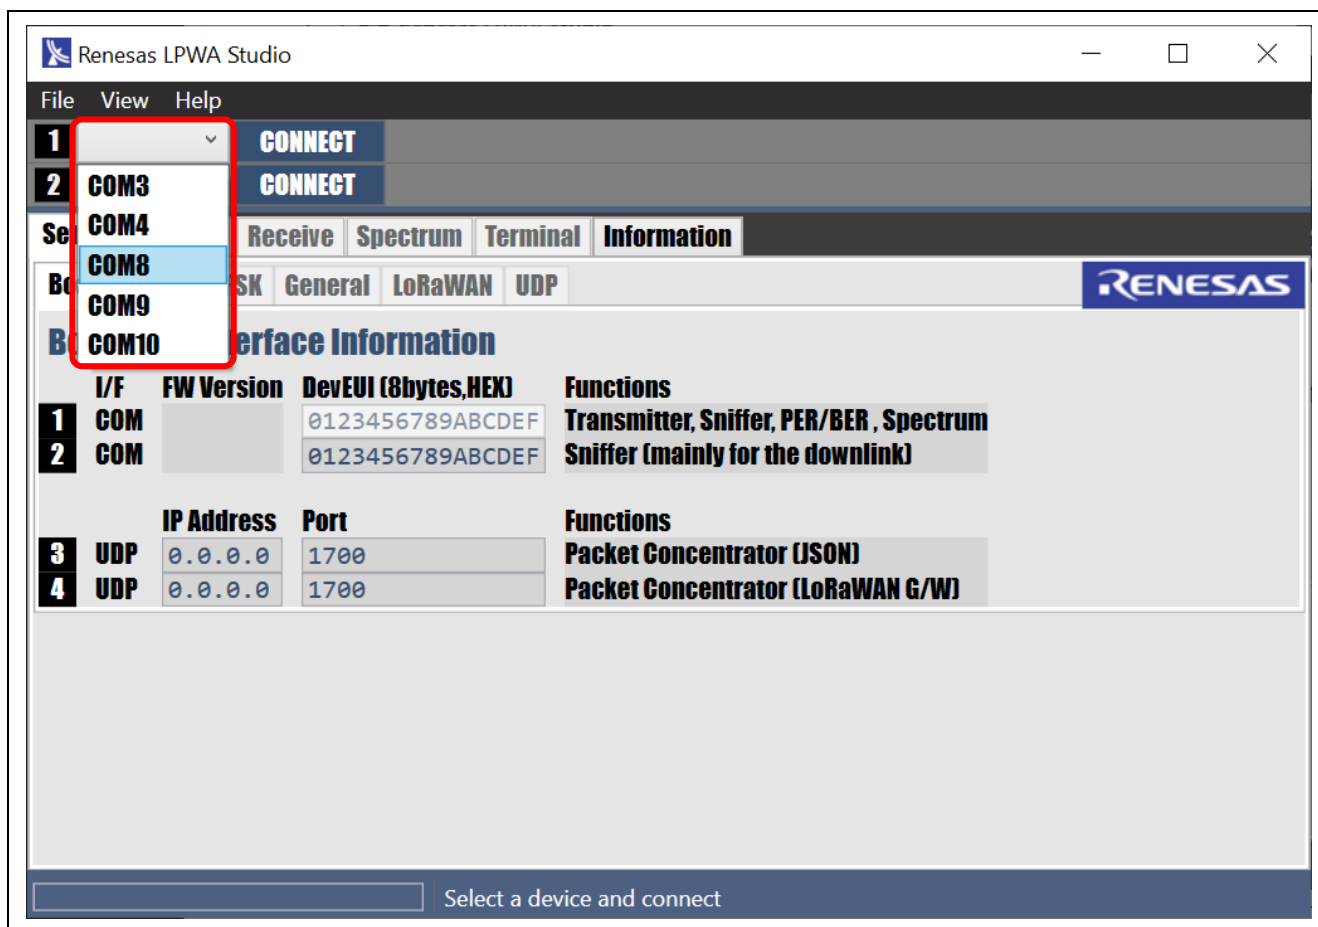 Renesas LPWA Studio
File View Help
1 CONNECT
2 CONNECT
COM3
COM4
COM8
COM9
COM10
Receive Spectrum Terminal Information
General LoRaWAN UDP
RENESAS
Information
I/F FW Version DevEUI (8bytes,HEX) Functions
1 COM 0123456789ABCDEF Transmitter, Sniffer, PER/BER , Spectrum
2 COM 0123456789ABCDEF Sniffer (mainly for the downlink)
IP Address Port Functions
3 UDP 0.0.0.0 1700 Packet Concentrator (JSON)
4 UDP 0.0.0.0 1700 Packet Concentrator (LoRaWAN G/W)
Select a device and connect